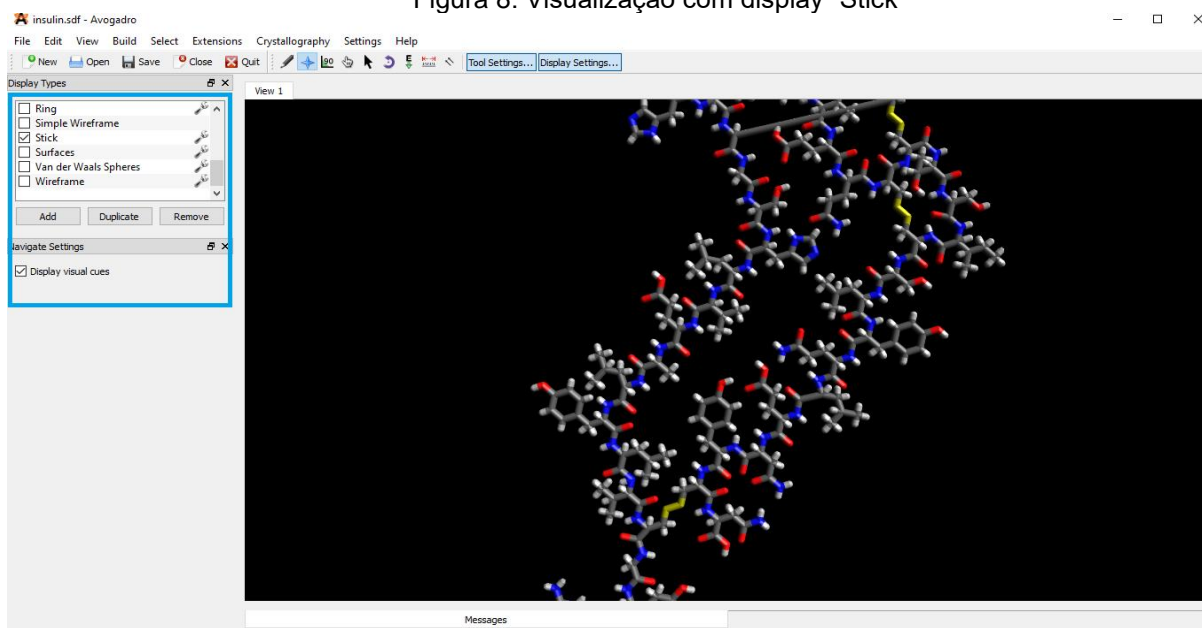 Figura 8: Visualização com display "Stick"
insulin.sdf - Avogadro
File Edit View Build Select Extensions Crystallography Settings Help
New Open Save Close Quit Tool Settings... Display Settings...
Display Types
View 1
Ring
Simple Wireframe
Stick
Surfaces
Van der Waals Spheres
Wireframe
Add Duplicate Remove
Navigate Settings
Display visual cues
Messages